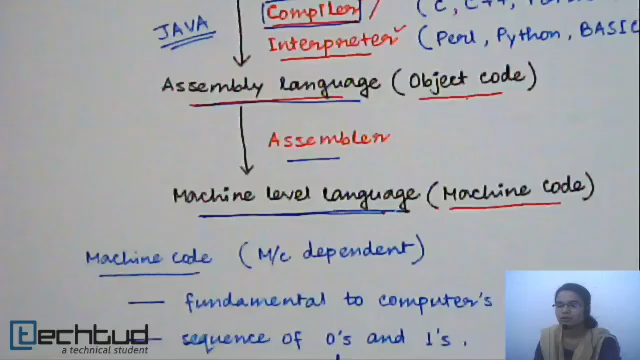 Compiler / (C, C++,
JAVA
Interpreter (Perl, Python, BASIC
Assembly language (Object code)
Assembler
Machine level language (Machine code)
Machine code (M/c dependent)
— fundamental to computer's
— sequence of 0's and 1's.
techtud
a technical student